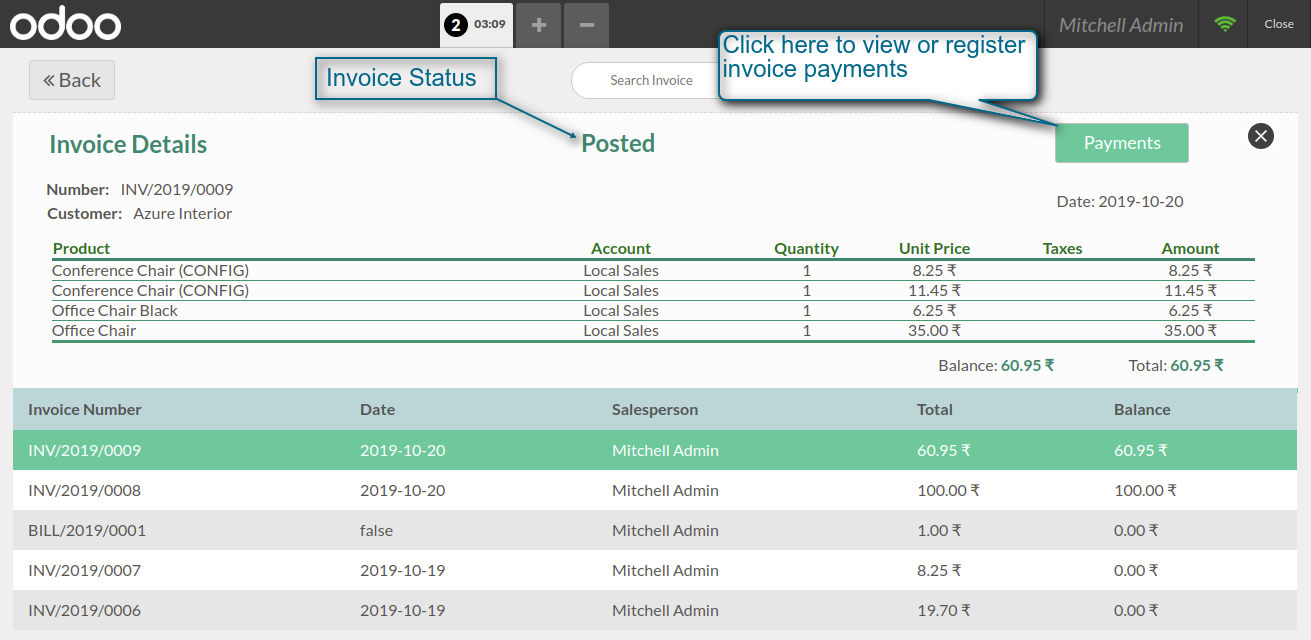 odoo 2 03:09 + − Mitchell Admin Close
Click here to view or register
invoice payments
« Back Invoice Status Search Invoice
Invoice Details Posted Payments
Number: INV/2019/0009
Customer: Azure Interior Date: 2019-10-20
Product Account Quantity Unit Price Taxes Amount
Conference Chair (CONFIG) Local Sales 1 8.25 ₹ 8.25 ₹
Conference Chair (CONFIG) Local Sales 1 11.45 ₹ 11.45 ₹
Office Chair Black Local Sales 1 6.25 ₹ 6.25 ₹
Office Chair Local Sales 1 35.00 ₹ 35.00 ₹
Balance: 60.95 ₹ Total: 60.95 ₹
Invoice Number Date Salesperson Total Balance
INV/2019/0009 2019-10-20 Mitchell Admin 60.95 ₹ 60.95 ₹
INV/2019/0008 2019-10-20 Mitchell Admin 100.00 ₹ 100.00 ₹
BILL/2019/0001 false Mitchell Admin 1.00 ₹ 0.00 ₹
INV/2019/0007 2019-10-19 Mitchell Admin 8.25 ₹ 0.00 ₹
INV/2019/0006 2019-10-19 Mitchell Admin 19.70 ₹ 0.00 ₹